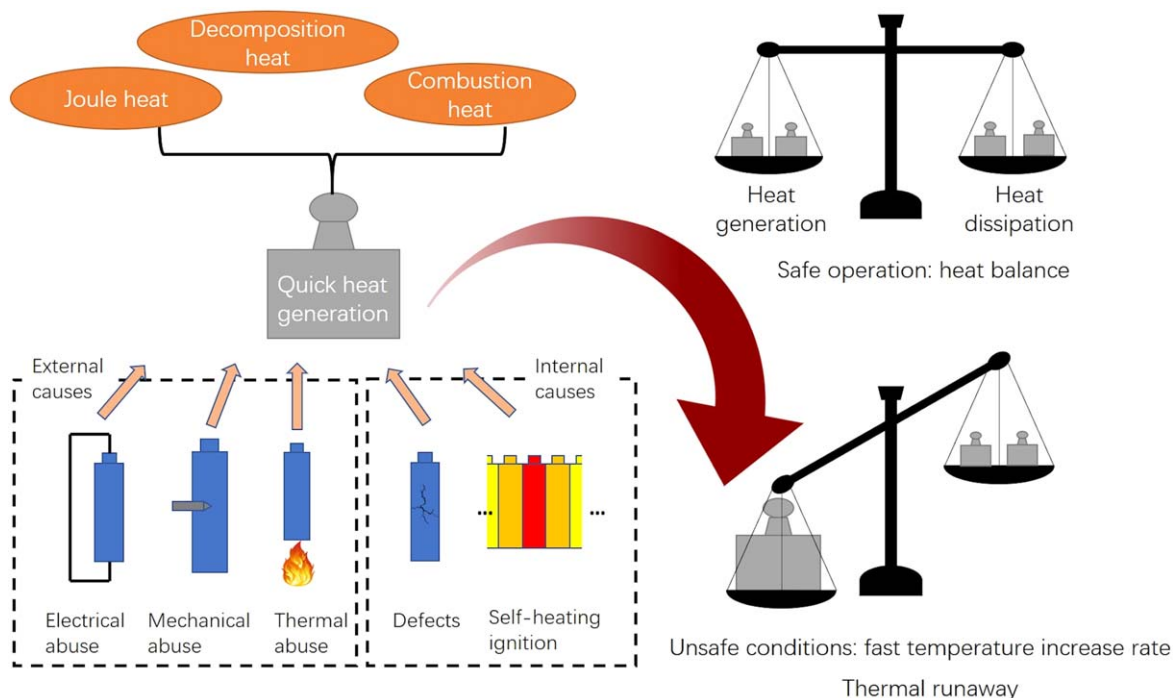 Decomposition
heat
Joule heat
Combustion
heat
Quick heat
generation
External
causes
Internal
causes
...
...
Electrical
abuse
Mechanical
abuse
Thermal
abuse
Defects
Self-heating
ignition
Heat
generation
Heat
dissipation
Safe operation: heat balance
Unsafe conditions: fast temperature increase rate
Thermal runaway